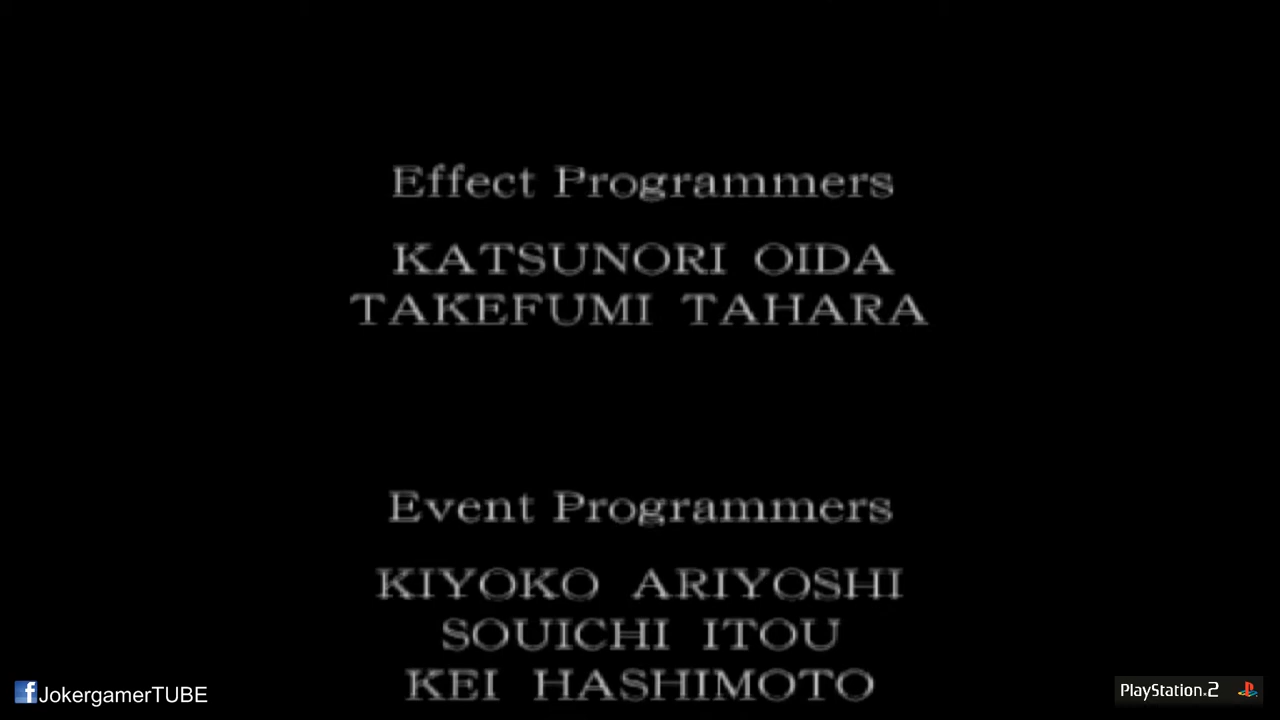 Effect Programmers
KATSUNORI OIDA
TAKEFUMI TAHARA
Event Programmers
KIYOKO ARIYOSHI
SOUICHI ITOU
KEI HASHIMOTO
JokergamerTUBE
PlayStation.2